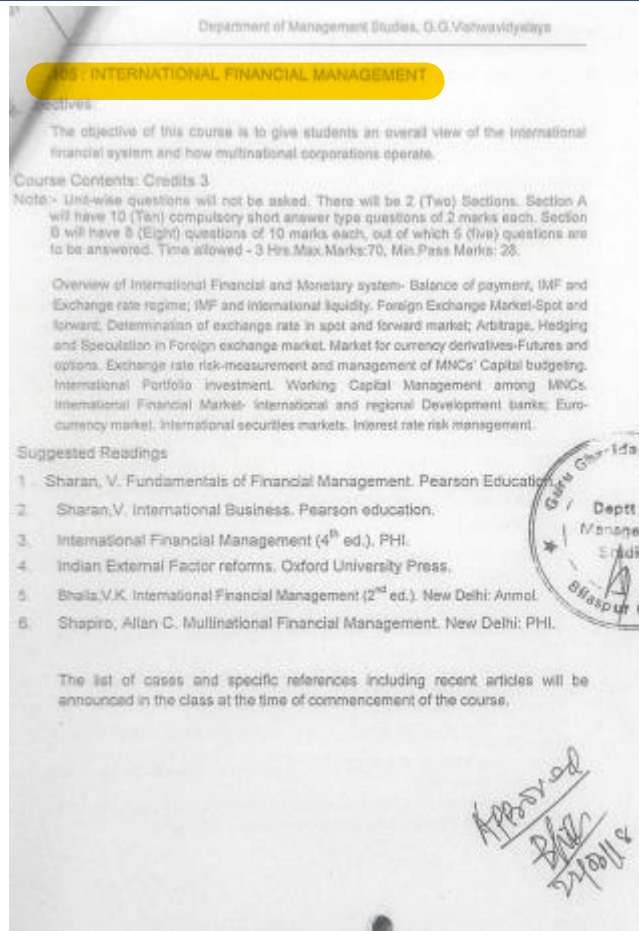 Department of Management Studies, G.G.Vishwavidyalaya
105 : INTERNATIONAL FINANCIAL MANAGEMENT
ectives:
The objective of this course is to give students an overall view of the international
financial system and how multinational corporations operate.
Course Contents: Credits 3
Note:- Unit-wise questions will not be asked. There will be 2 (Two) Sections. Section A
will have 10 (Ten) compulsory short answer type questions of 2 marks each. Section
B will have 8 (Eight) questions of 10 marks each, out of which 5 (five) questions are
to be answered. Time allowed - 3 Hrs.Max.Marks:70, Min.Pass Marks: 28.
Overview of International Financial and Monetary system- Balance of payment, IMF and
Exchange rate regime; IMF and international liquidity. Foreign Exchange Market-Spot and
forward; Determination of exchange rate in spot and forward market; Arbitrage, Hedging
and Speculation in Foreign exchange market. Market for currency derivatives-Futures and
options. Exchange rate risk-measurement and management of MNCs' Capital budgeting.
International Portfolio investment. Working Capital Management among MNCs.
International Financial Market- International and regional Development banks; Euro-
currency market. International securities markets. Interest rate risk management.
Suggested Readings
1. Sharan, V. Fundamentals of Financial Management. Pearson Education.
2. Sharan,V. International Business. Pearson education.
3. International Financial Management (4th ed.). PHI.
4. Indian External Factor reforms. Oxford University Press.
5. Bhalla,V.K. International Financial Management (2nd ed.). New Delhi: Anmol.
6. Shapiro, Allan C. Multinational Financial Management. New Delhi: PHI.
Guru Gha
Deptt
Manage
Bilaspur
The list of cases and specific references including recent articles will be
announced in the class at the time of commencement of the course.
Approved